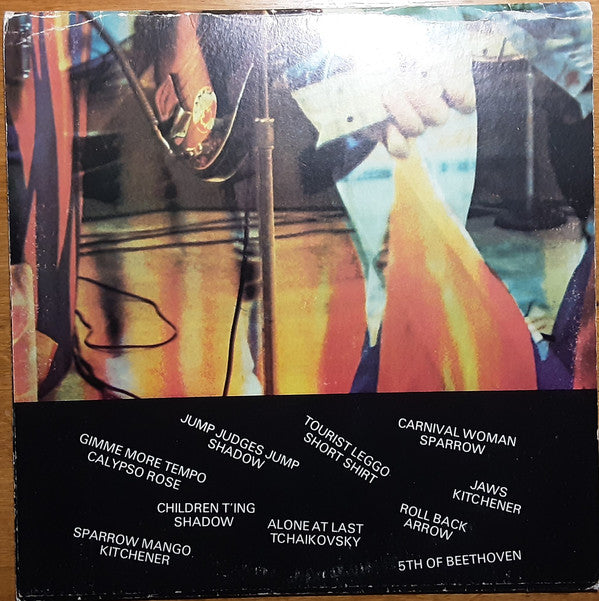 JUMP JUDGES JUMP
SHADOW
TOURIST LEGGO
SHORT SHIRT
CARNIVAL WOMAN
SPARROW
GIMME MORE TEMPO
CALYPSO ROSE
JAWS
KITCHENER
CHILDREN T'ING
SHADOW
ALONE AT LAST
TCHAIKOVSKY
ROLL BACK
ARROW
SPARROW MANGO
KITCHENER
5TH OF BEETHOVEN